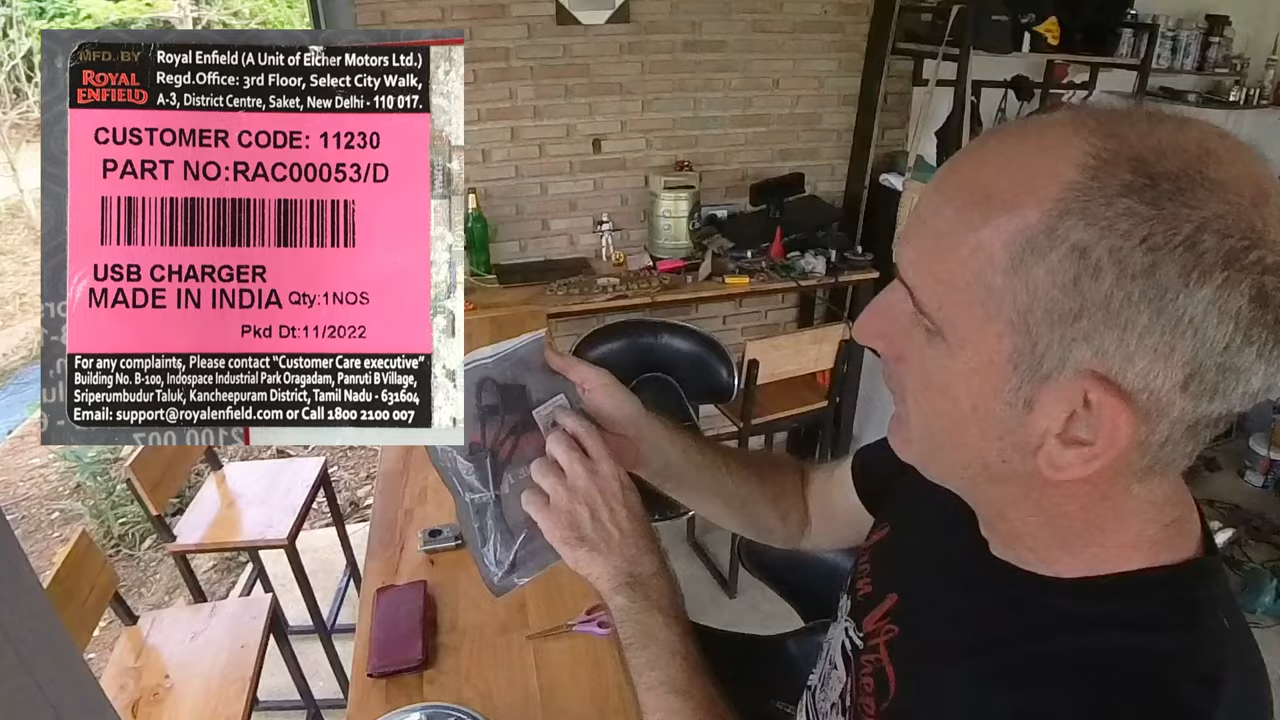 MFD. BY
ROYAL
ENFIELD
Royal Enfield (A Unit of Eicher Motors Ltd.)
Regd.Office: 3rd Floor, Select City Walk,
A-3, District Centre, Saket, New Delhi - 110 017.
CUSTOMER CODE: 11230
PART NO:RAC00053/D
USB CHARGER
MADE IN INDIA Qty:1NOS
Pkd Dt:11/2022
For any complaints, Please contact "Customer Care executive"
Building No. B-100, Indospace Industrial Park Oragadam, Panruti B Village,
Sriperumbudur Taluk, Kancheepuram District, Tamil Nadu - 631604
Email: support@royalenfield.com or Call 1800 2100 007
2100 007